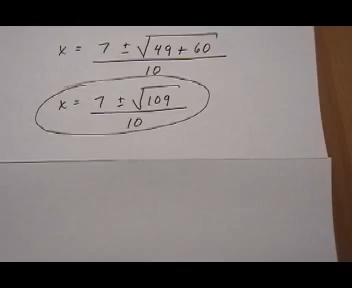 x = 7 ± √49 + 60 / 10
x = 7 ± √109 / 10